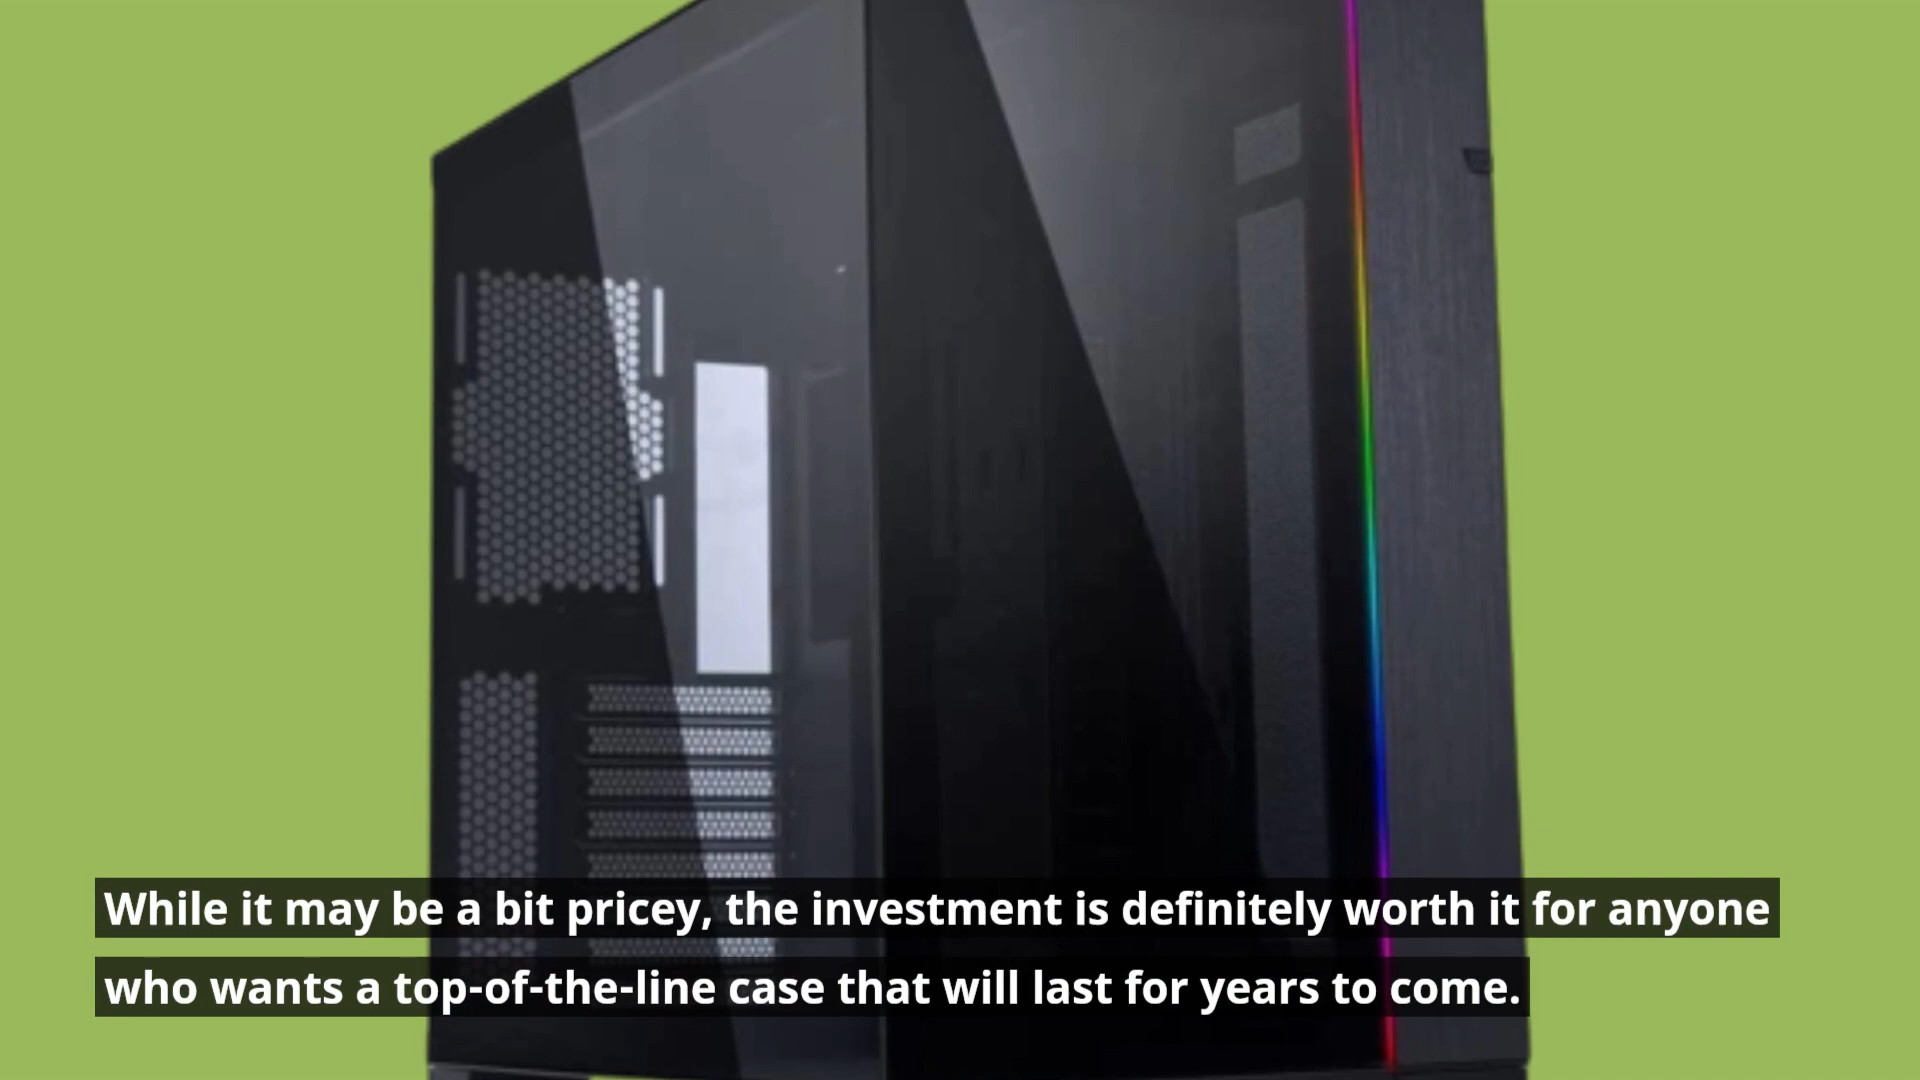 While it may be a bit pricey, the investment is definitely worth it for anyone
who wants a top-of-the-line case that will last for years to come.